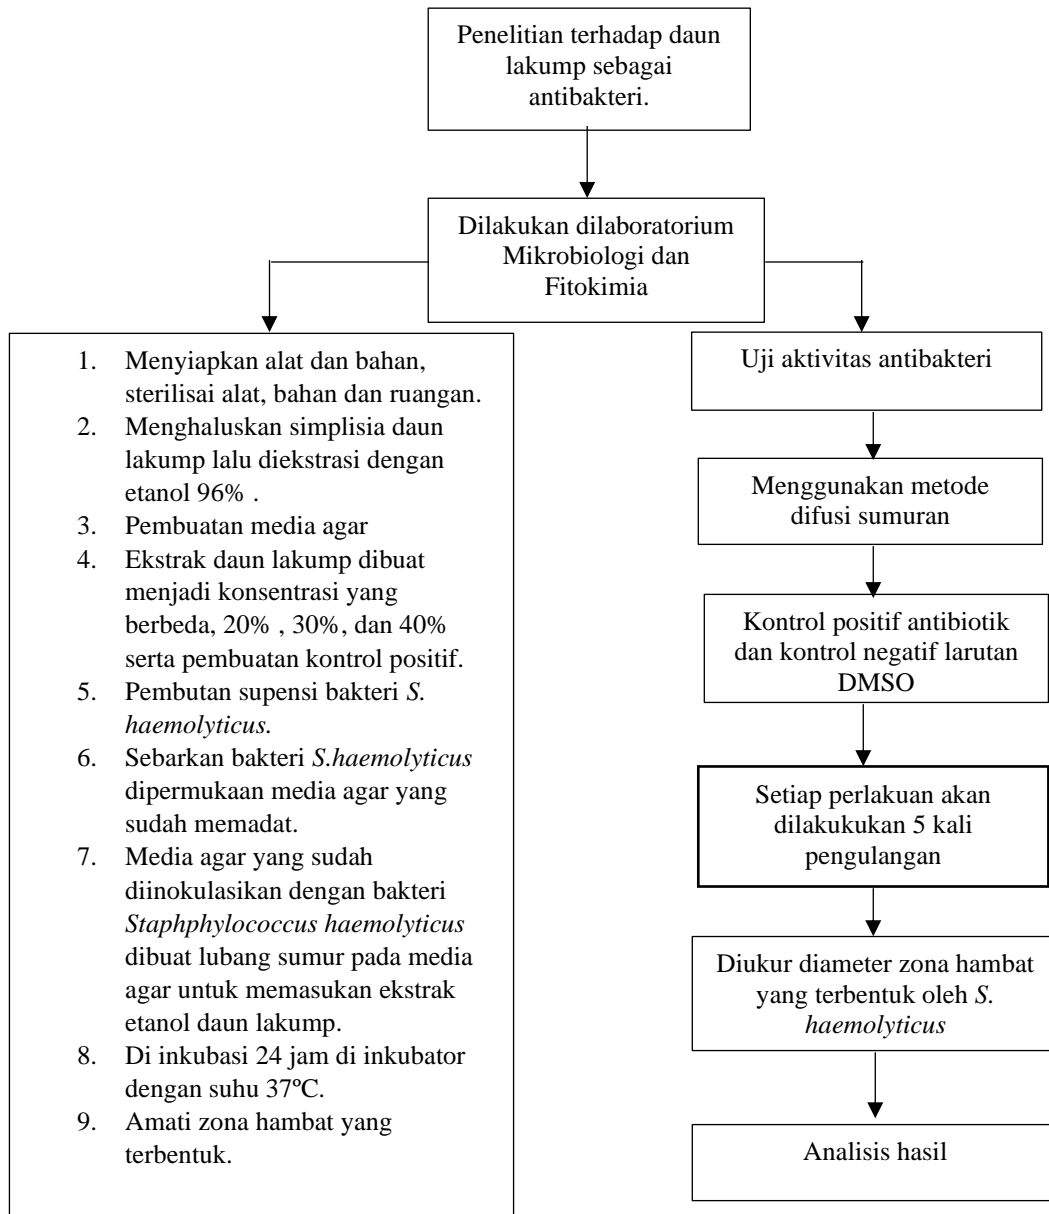 Penelitian terhadap daun
lakump sebagai
antibakteri.
Dilakukan dilaboratorium
Mikrobiologi dan
Fitokimia
1. Menyiapkan alat dan bahan,
sterilisai alat, bahan dan ruangan.
2. Menghaluskan simplisia daun
lakump lalu diekstrasi dengan
etanol 96% .
3. Pembuatan media agar
4. Ekstrak daun lakump dibuat
menjadi konsentrasi yang
berbeda, 20% , 30%, dan 40%
serta pembuatan kontrol positif.
5. Pembutan supensi bakteri S.
haemolyticus.
6. Sebarkan bakteri S.haemolyticus
dipermukaan media agar yang
sudah memadat.
7. Media agar yang sudah
diinokulasikan dengan bakteri
Staphphylococcus haemolyticus
dibuat lubang sumur pada media
agar untuk memasukan ekstrak
etanol daun lakump.
8. Di inkubasi 24 jam di inkubator
dengan suhu 37ºC.
9. Amati zona hambat yang
terbentuk.
Uji aktivitas antibakteri
Menggunakan metode
difusi sumuran
Kontrol positif antibiotik
dan kontrol negatif larutan
DMSO
Setiap perlakuan akan
dilakukukan 5 kali
pengulangan
Diukur diameter zona hambat
yang terbentuk oleh S.
haemolyticus
Analisis hasil